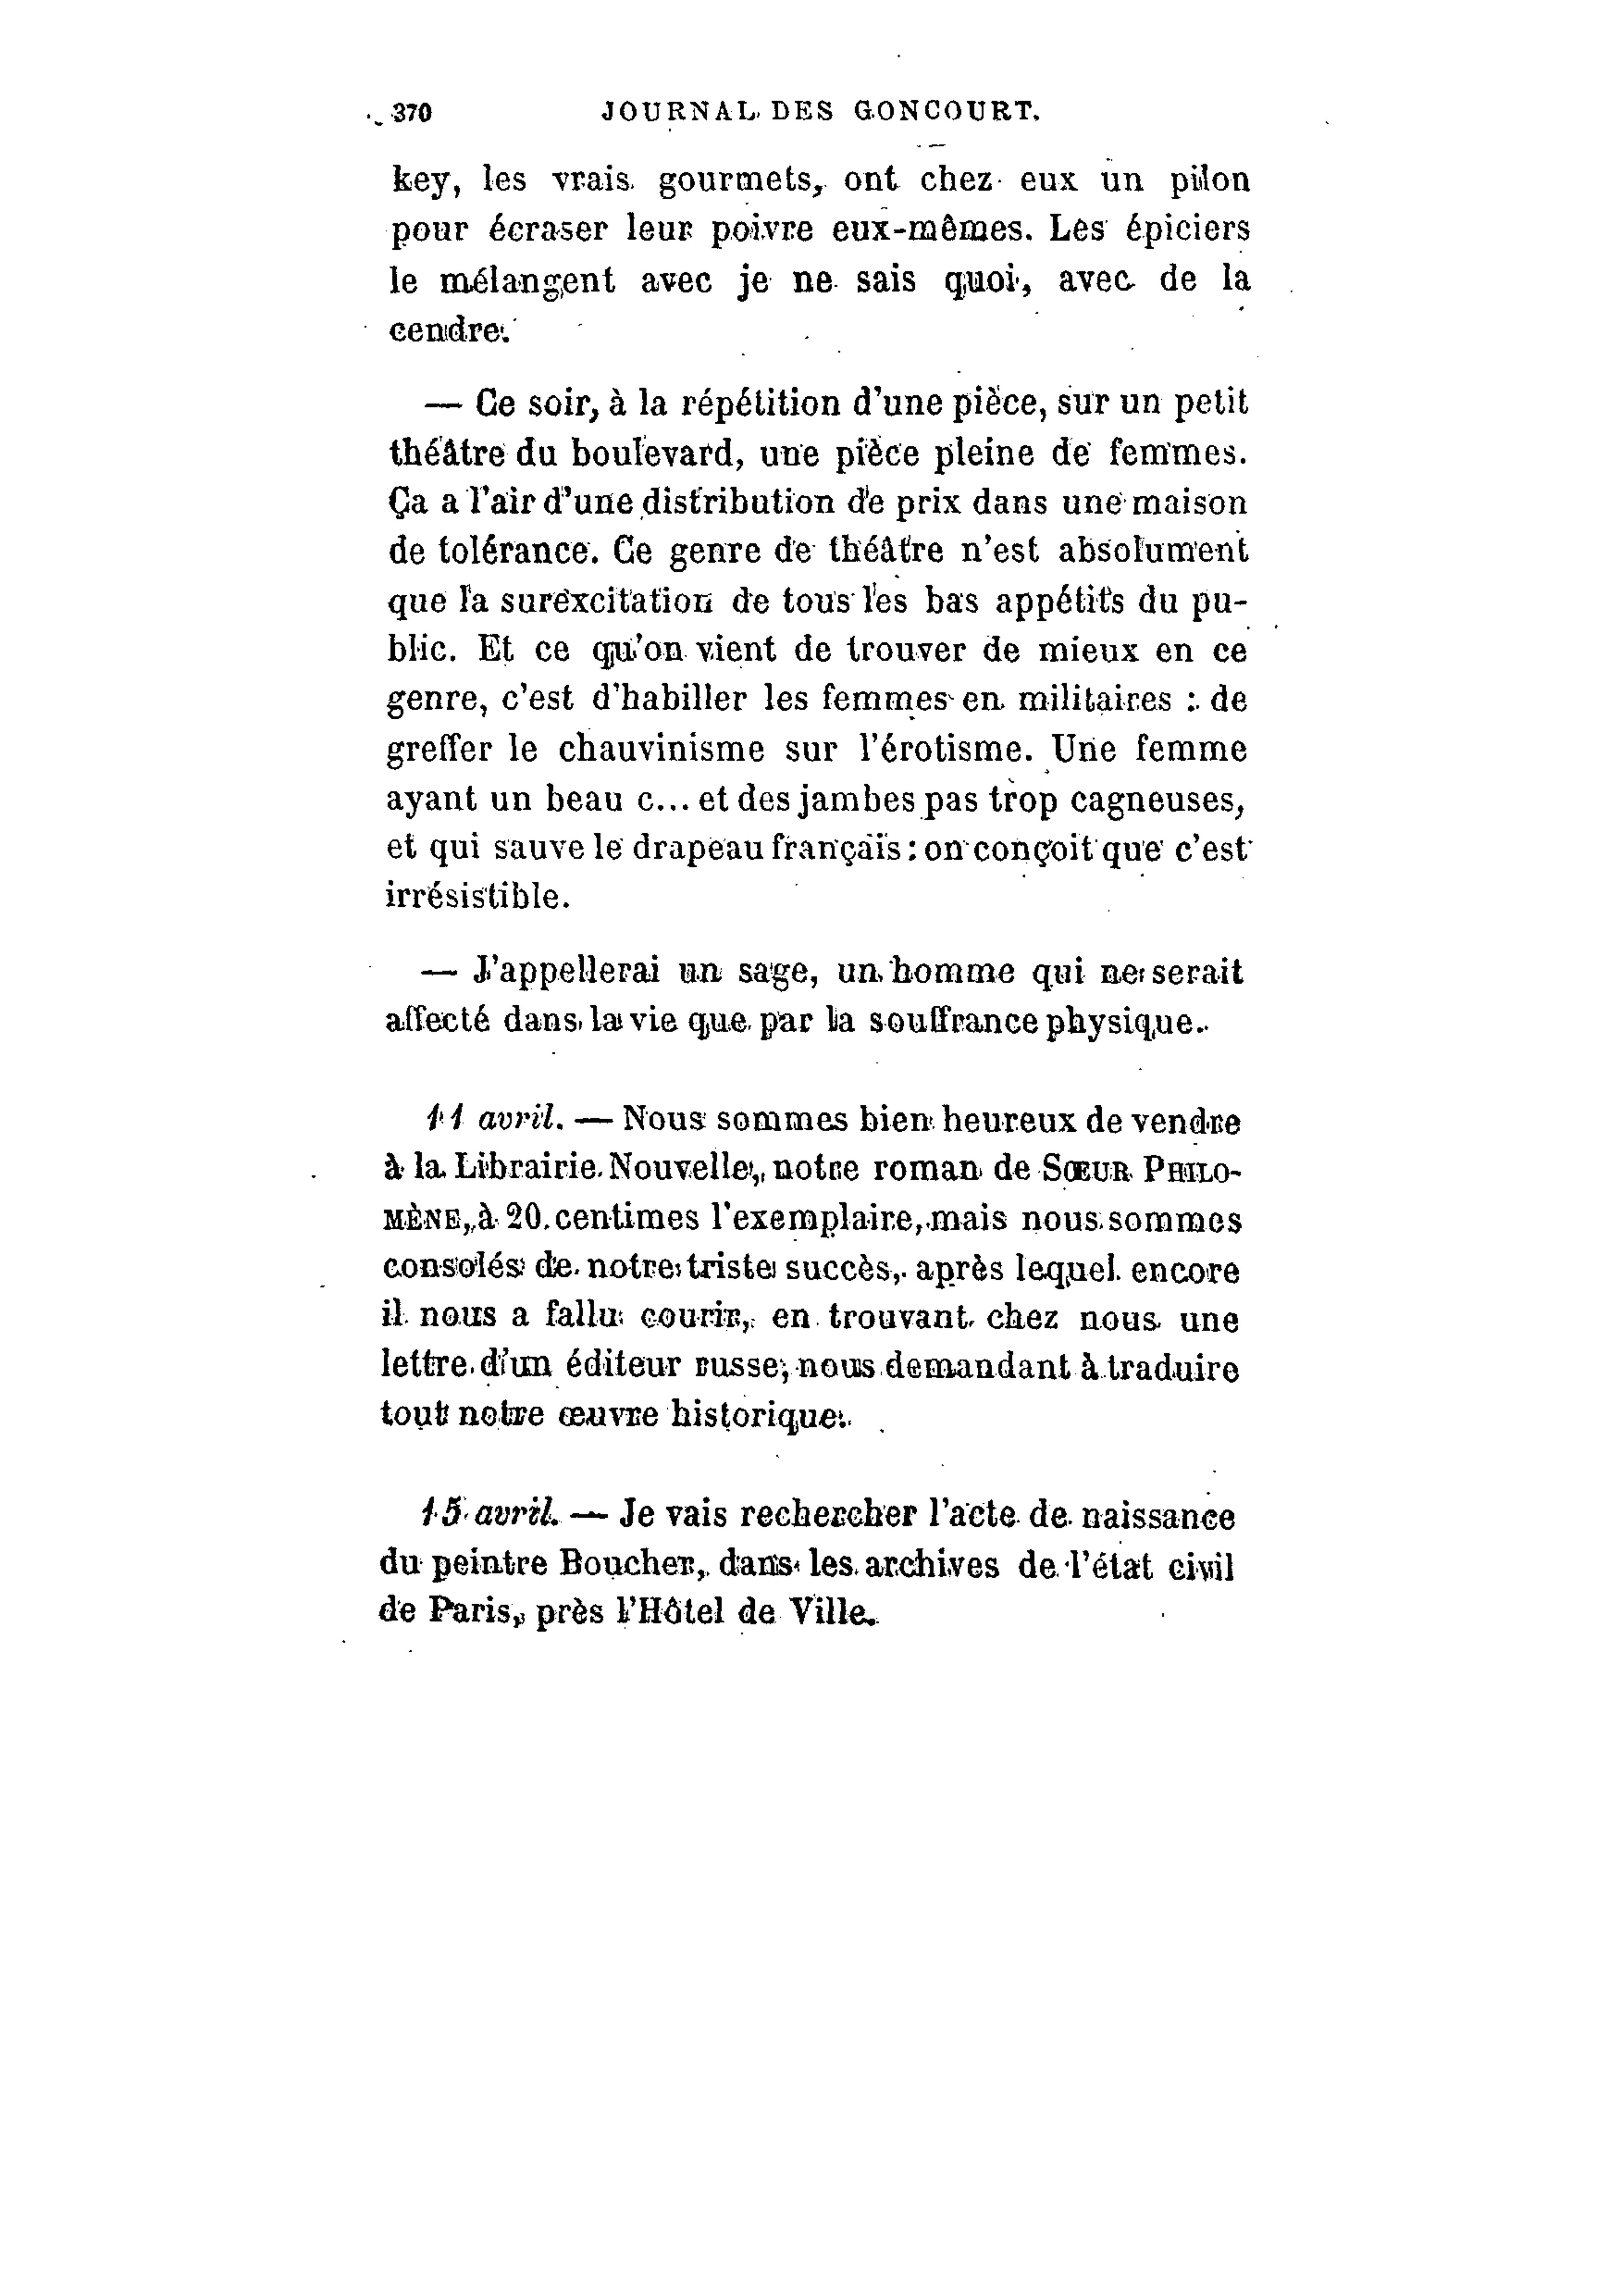 370 JOURNAL DES GONCOURT.
key, les vrais gourmets, ont chez eux un pilon
pour écraser leur poivre eux-mêmes. Les épiciers
le mélangent avec je ne sais quoi, avec de la
cendre.
— Ce soir, à la répétition d'une pièce, sur un petit
théâtre du boulevard, une pièce pleine de femmes.
Ça a l'air d'une distribution de prix dans une maison
de tolérance. Ce genre de théâtre n'est absolument
que la surexcitation de tous les bas appétits du pu-
blic. Et ce qu'on vient de trouver de mieux en ce
genre, c'est d'habiller les femmes en militaires : de
greffer le chauvinisme sur l'érotisme. Une femme
ayant un beau c... et des jambes pas trop cagneuses,
et qui sauve le drapeau français : on conçoit que c'est
irrésistible.
— J'appellerai un sage, un homme qui ne serait
affecté dans la vie que par la souffrance physique.
11 avril. — Nous sommes bien heureux de vendre
à la Librairie Nouvelle, notre roman de SŒUR PHILO-
MÈNE, à 20 centimes l'exemplaire, mais nous sommes
consolés de notre triste succès, après lequel encore
il nous a fallu courir, en trouvant chez nous une
lettre d'un éditeur russe, nous demandant à traduire
tout notre œuvre historique.
15 avril. — Je vais rechercher l'acte de naissance
du peintre Boucher, dans les archives de l'état civil
de Paris, près l'Hôtel de Ville.